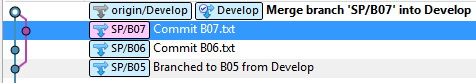 origin/Develop Develop Merge branch 'SP/B07' into Develop
SP/B07 Commit B07.txt
SP/B06 Commit B06.txt
SP/B05 Branched to B05 from Develop